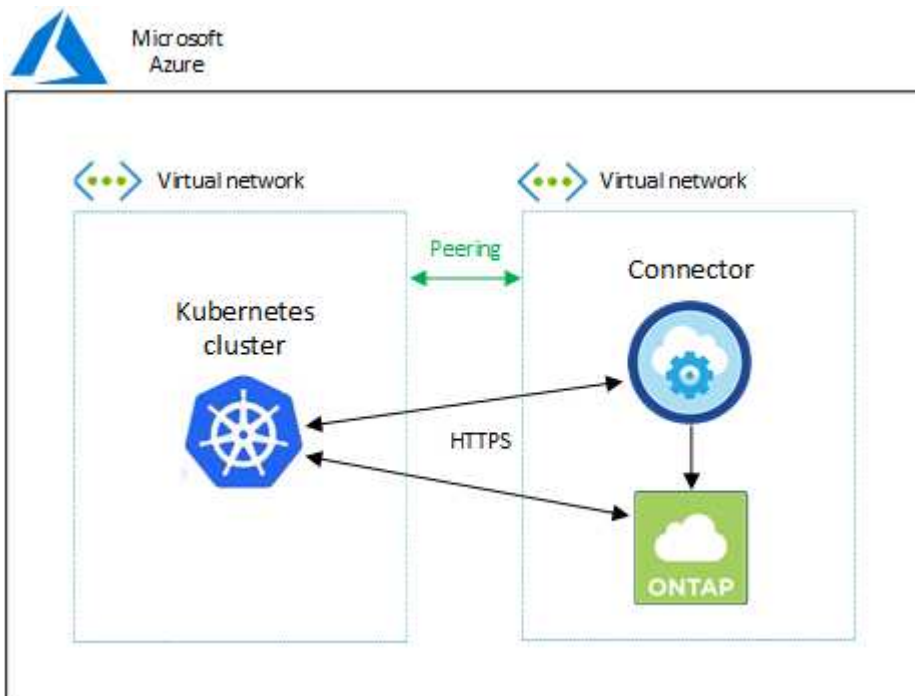 Microsoft
Azure
Virtual network
Virtual network
Peering
Connector
Kubernetes
cluster
HTTPS
ONTAP